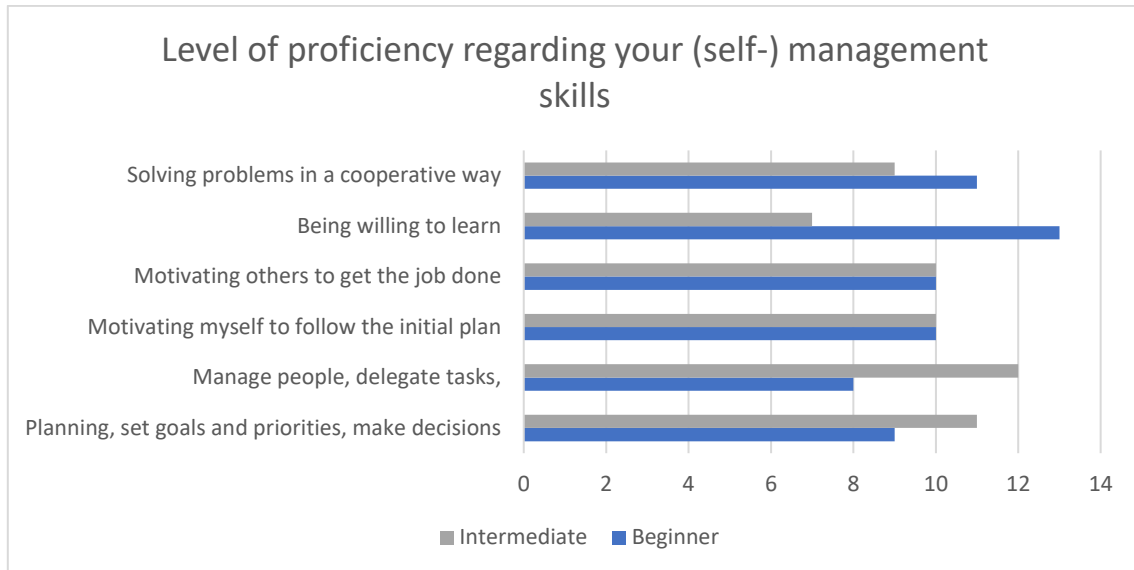 Level of proficiency regarding your (self-) management
skills
Solving problems in a cooperative way
Being willing to learn
Motivating others to get the job done
Motivating myself to follow the initial plan
Manage people, delegate tasks,
Planning, set goals and priorities, make decisions
0 2 4 6 8 10 12 14
Intermediate Beginner